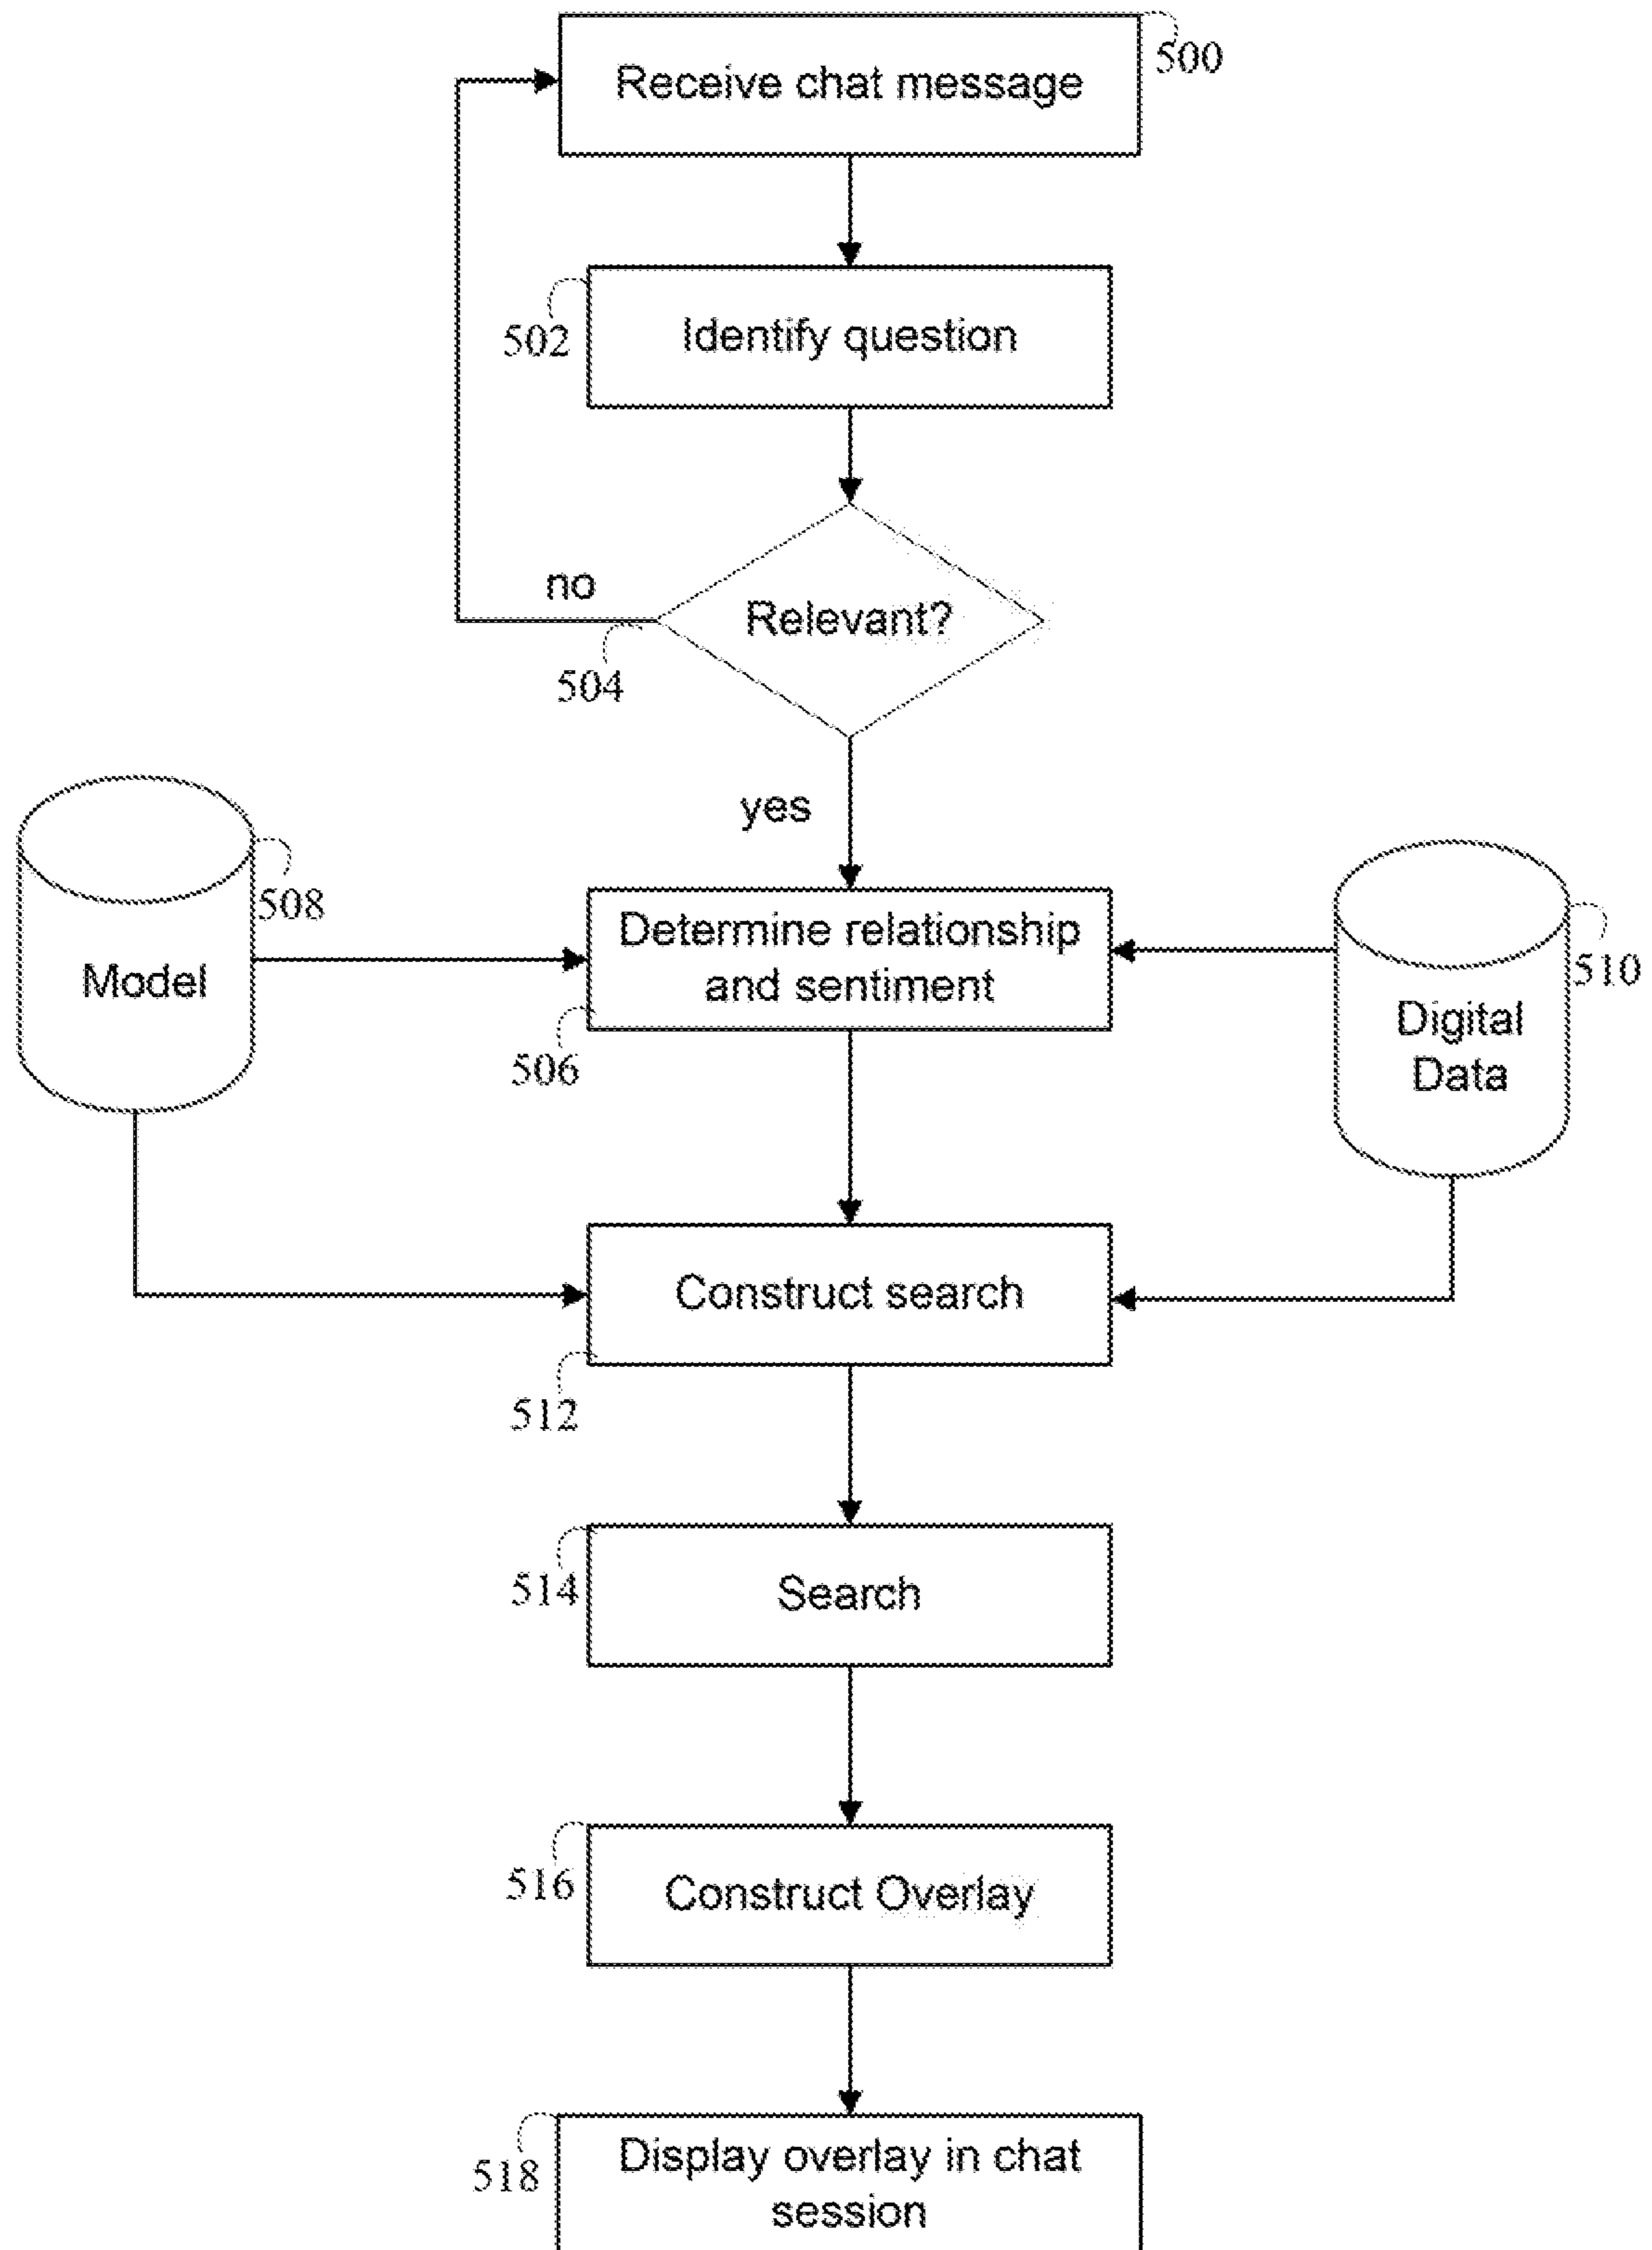 Receive chat message
500
Identify question
502
no
Relevant?
504
yes
508
Model
Determine relationship
and sentiment
506
510
Digital
Data
Construct search
512
514
Search
516
Construct Overlay
518
Display overlay in chat
session